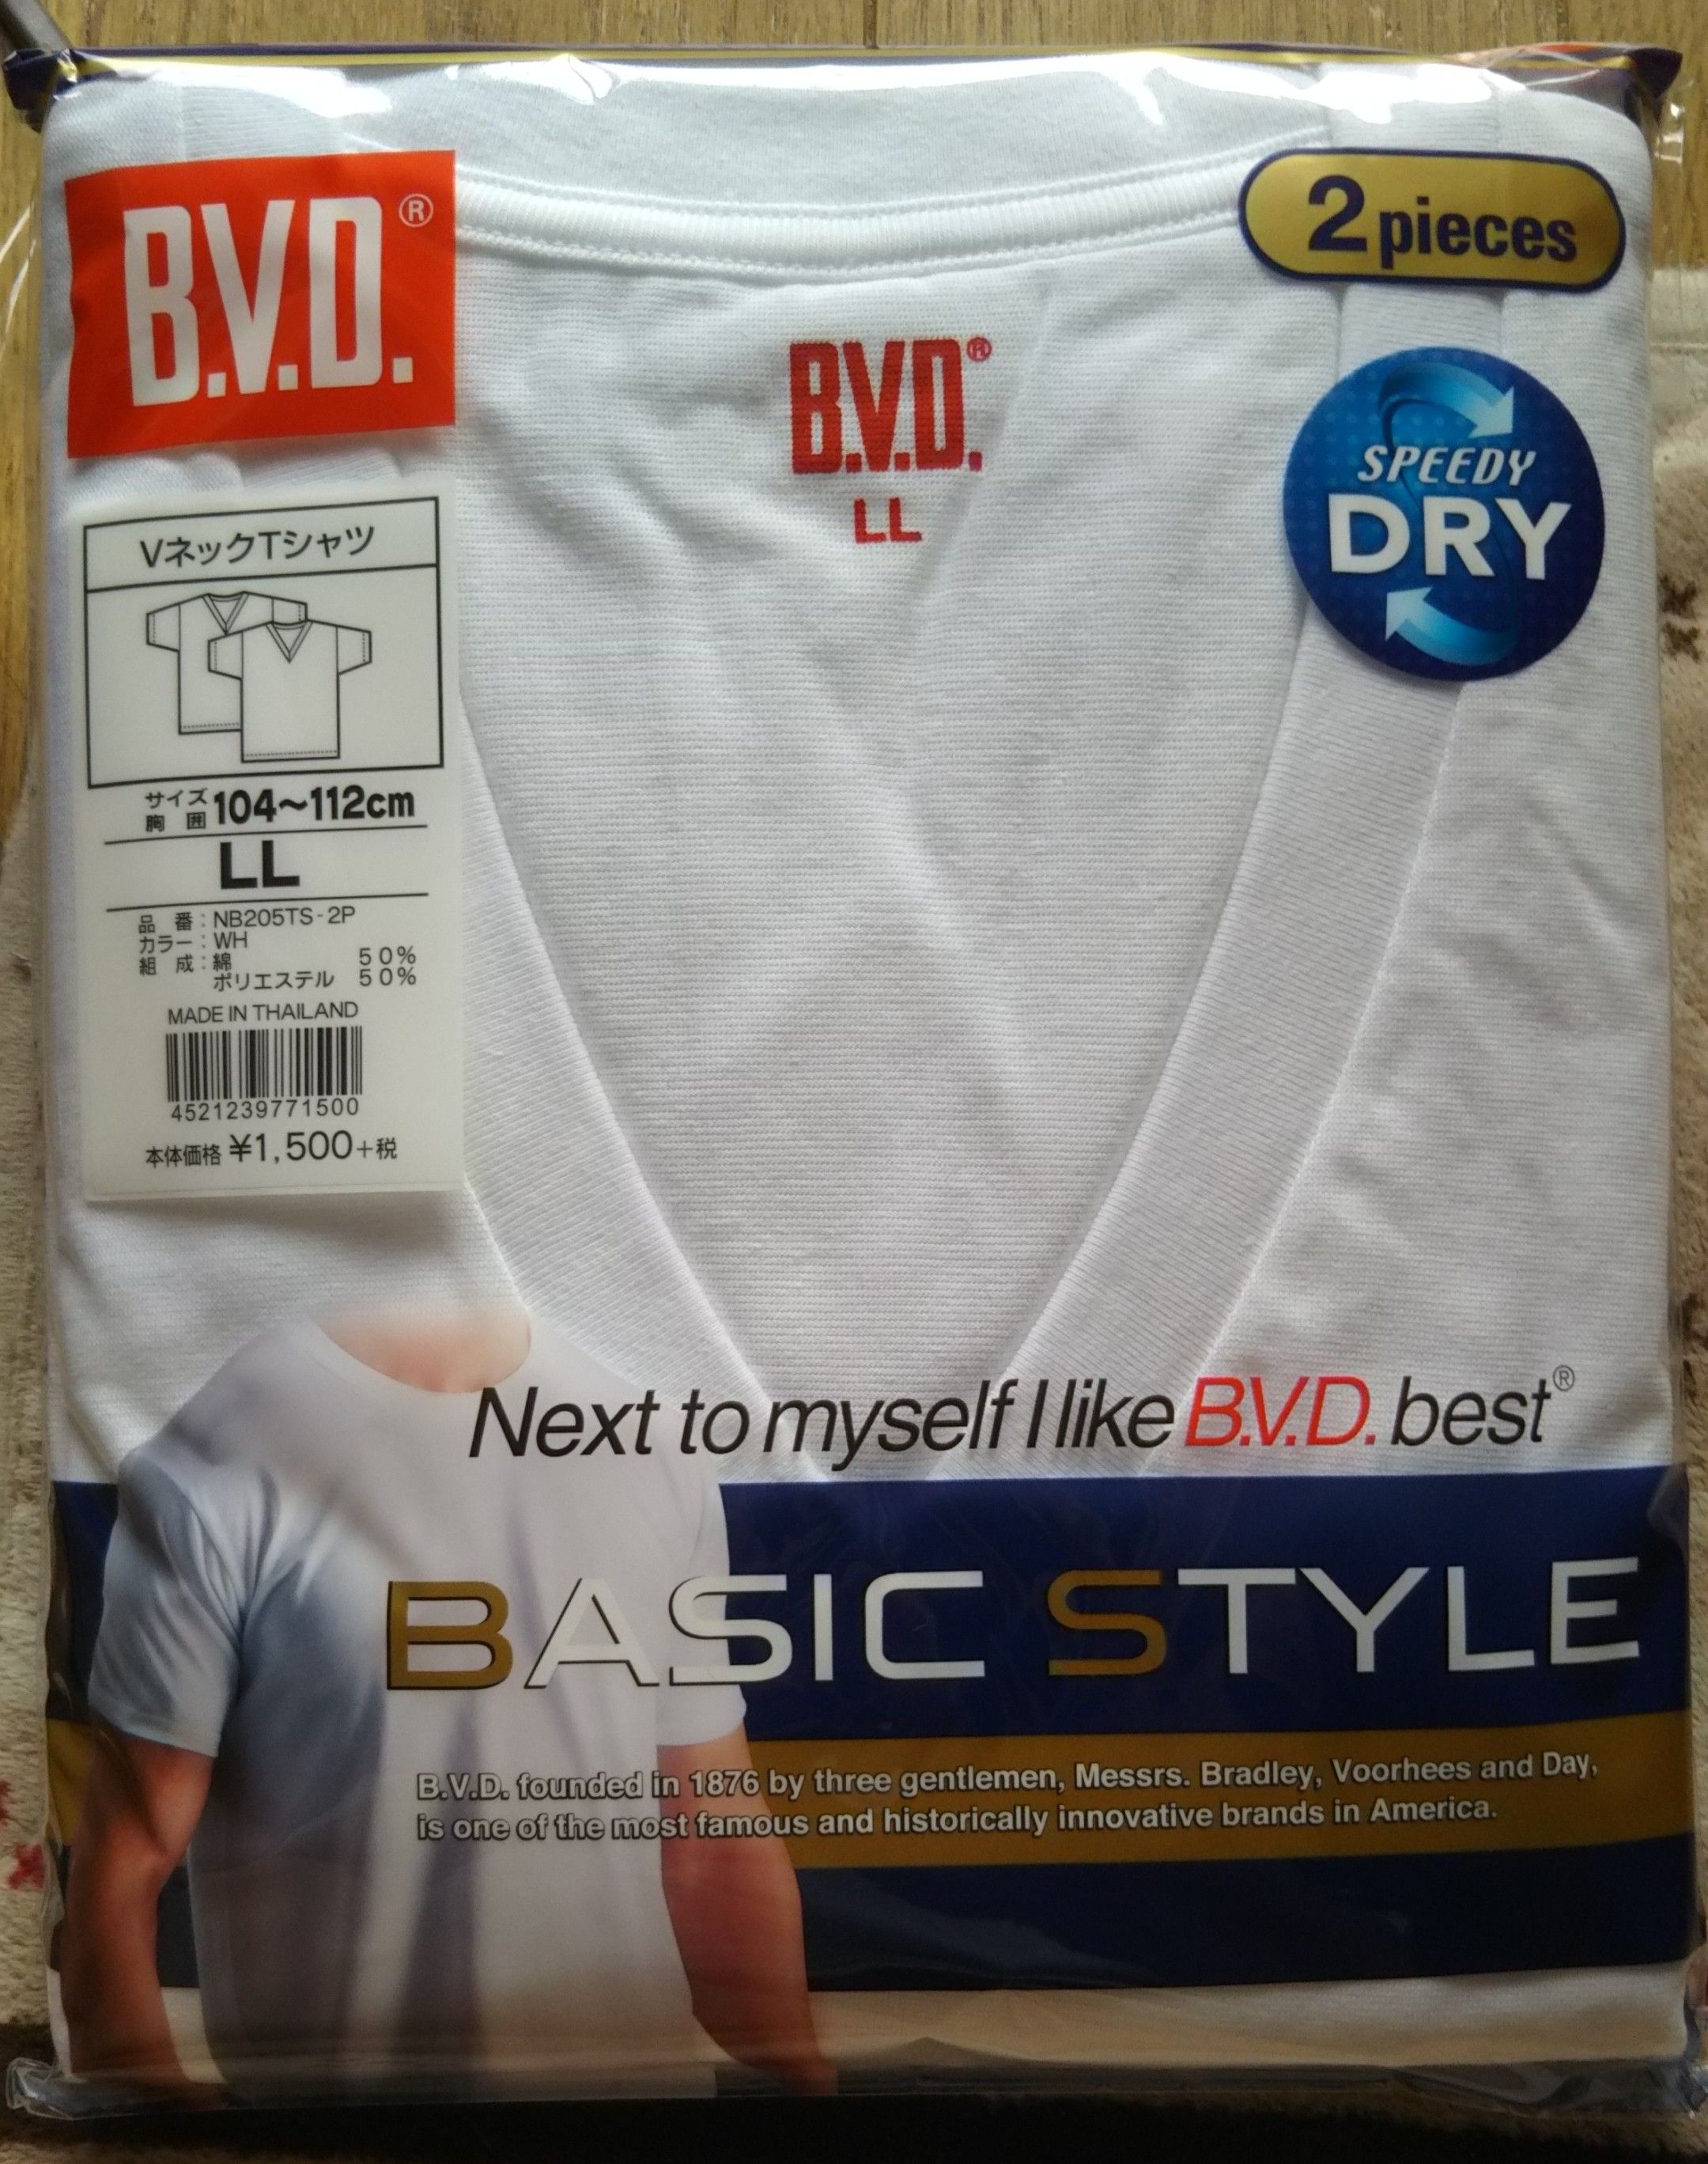 B.V.D.®
2 pieces
B.V.D.®
LL
SPEEDY
DRY
VネックTシャツ
サイズ
胸 囲 104～112cm
LL
品 番：NB205TS-2P
カラー：WH
組 成：綿 50%
ポリエステル 50%
MADE IN THAILAND
4521239771500
本体価格 ¥1,500+税
Next to myself I like B.V.D. best®
BASIC STYLE
B.V.D. founded in 1876 by three gentlemen, Messrs. Bradley, Voorhees and Day,
is one of the most famous and historically innovative brands in America.